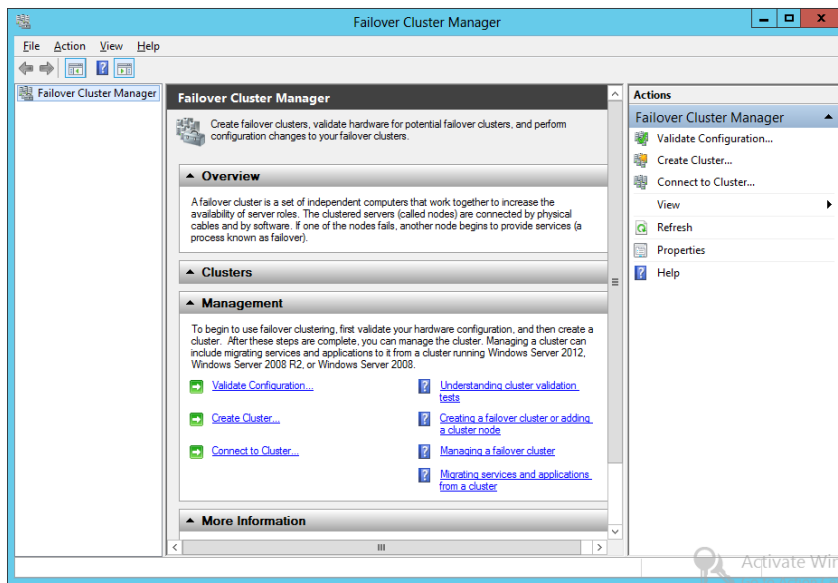 Failover Cluster Manager
File Action View Help
Failover Cluster Manager
Failover Cluster Manager
Create failover clusters, validate hardware for potential failover clusters, and perform
configuration changes to your failover clusters.
Overview
A failover cluster is a set of independent computers that work together to increase the
availability of server roles. The clustered servers (called nodes) are connected by physical
cables and by software. If one of the nodes fails, another node begins to provide services (a
process known as failover).
Clusters
Management
To begin to use failover clustering, first validate your hardware configuration, and then create a
cluster. After these steps are complete, you can manage the cluster. Managing a cluster can
include migrating services and applications to it from a cluster running Windows Server 2012,
Windows Server 2008 R2, or Windows Server 2008.
Validate Configuration...
Create Cluster...
Connect to Cluster...
Understanding cluster validation
tests
Creating a failover cluster or adding
a cluster node
Managing a failover cluster
Migrating services and applications
from a cluster
More Information
Actions
Failover Cluster Manager
Validate Configuration...
Create Cluster...
Connect to Cluster...
View
Refresh
Properties
Help
Activate Win